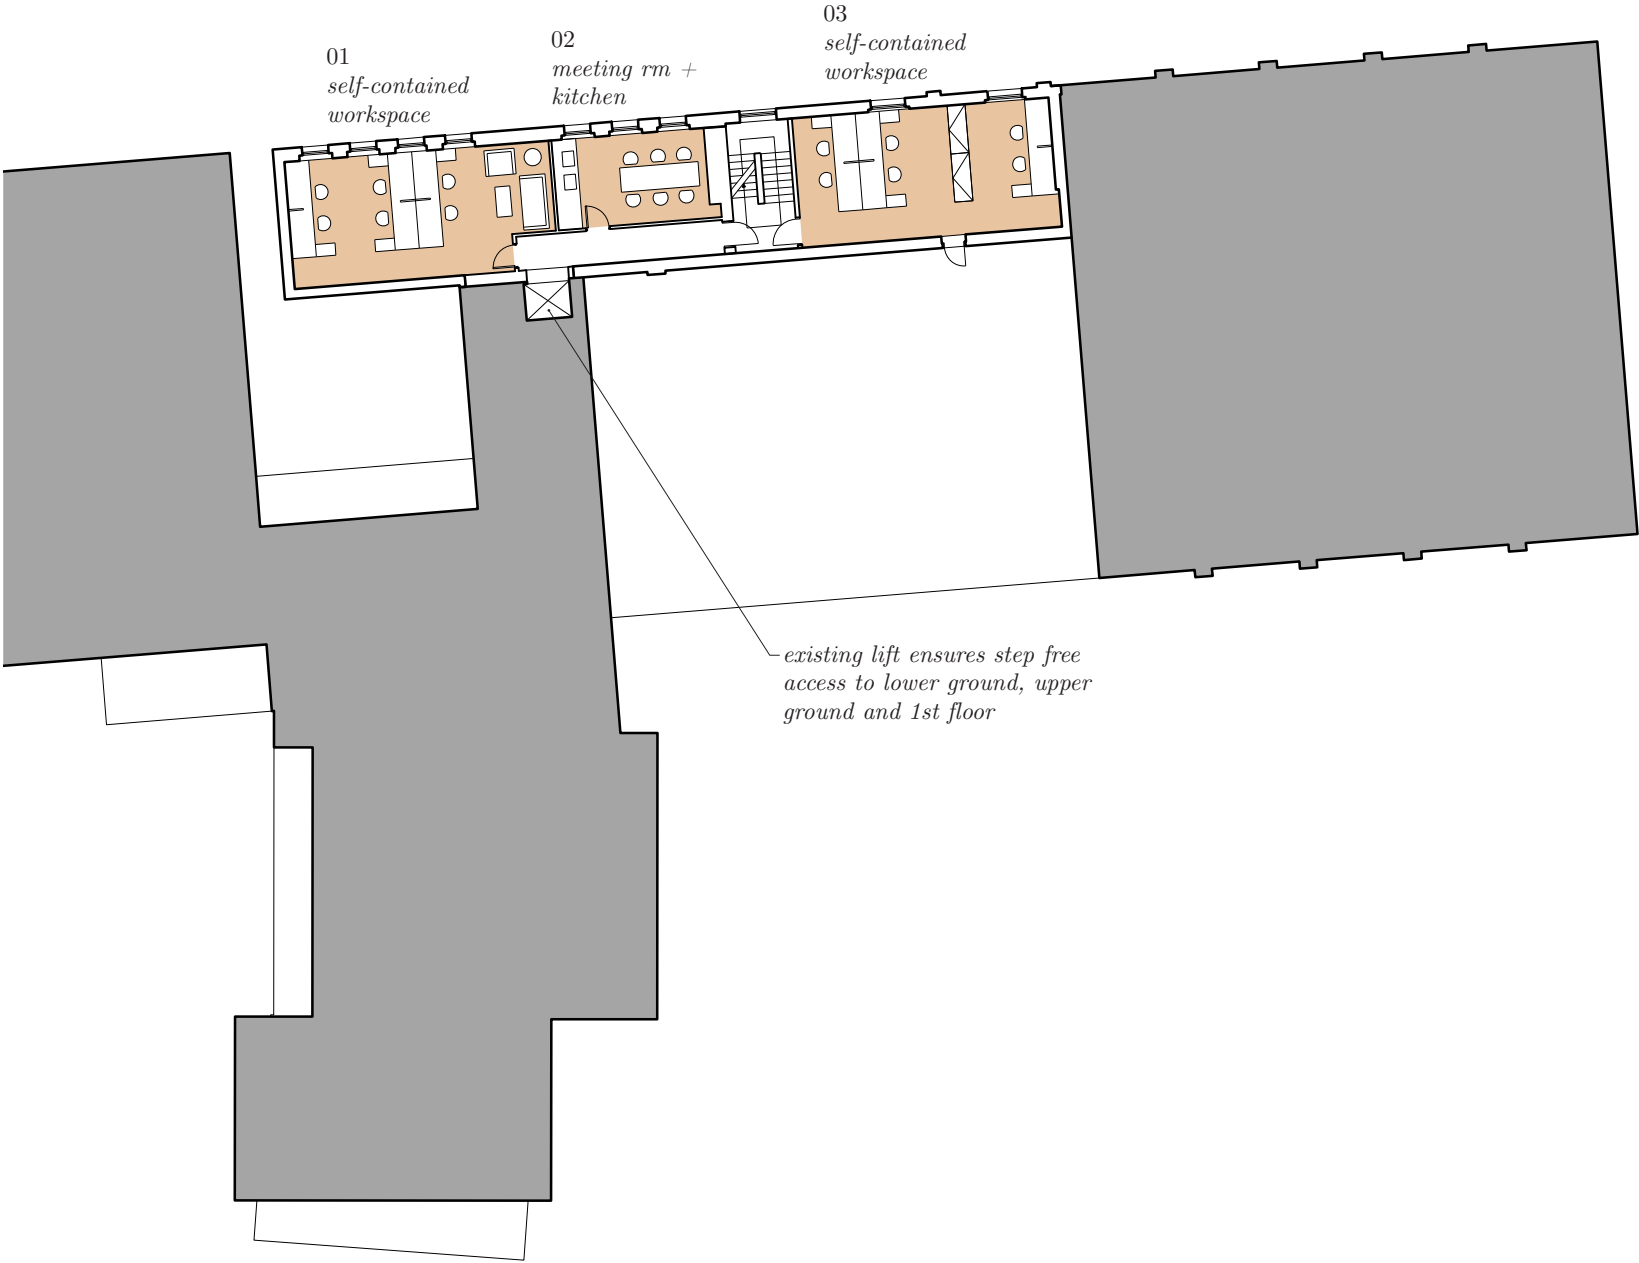 01
self-contained
workspace
02
meeting rm +
kitchen
03
self-contained
workspace
existing lift ensures step free
access to lower ground, upper
ground and 1st floor